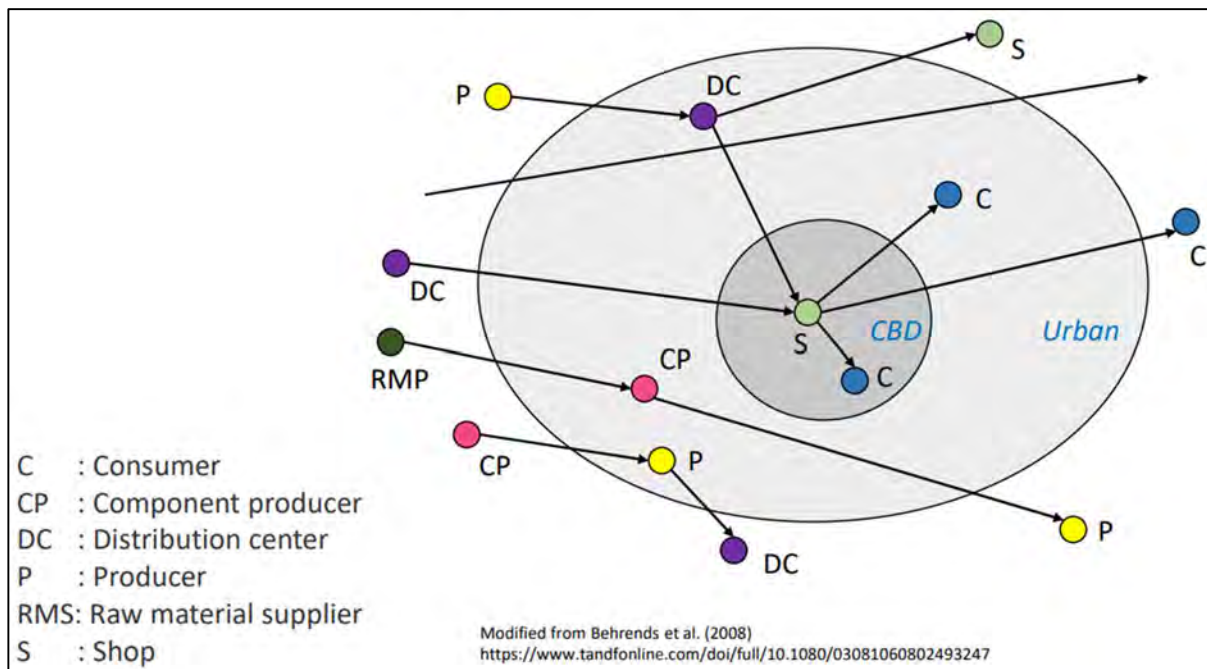 S
DC
P
C
C
DC
CBD
Urban
S
RMP
CP
C
CP
P
P
DC
C : Consumer
CP : Component producer
DC : Distribution center
P : Producer
RMS: Raw material supplier
S : Shop
Modified from Behrends et al. (2008)
https://www.tandfonline.com/doi/full/10.1080/03081060802493247